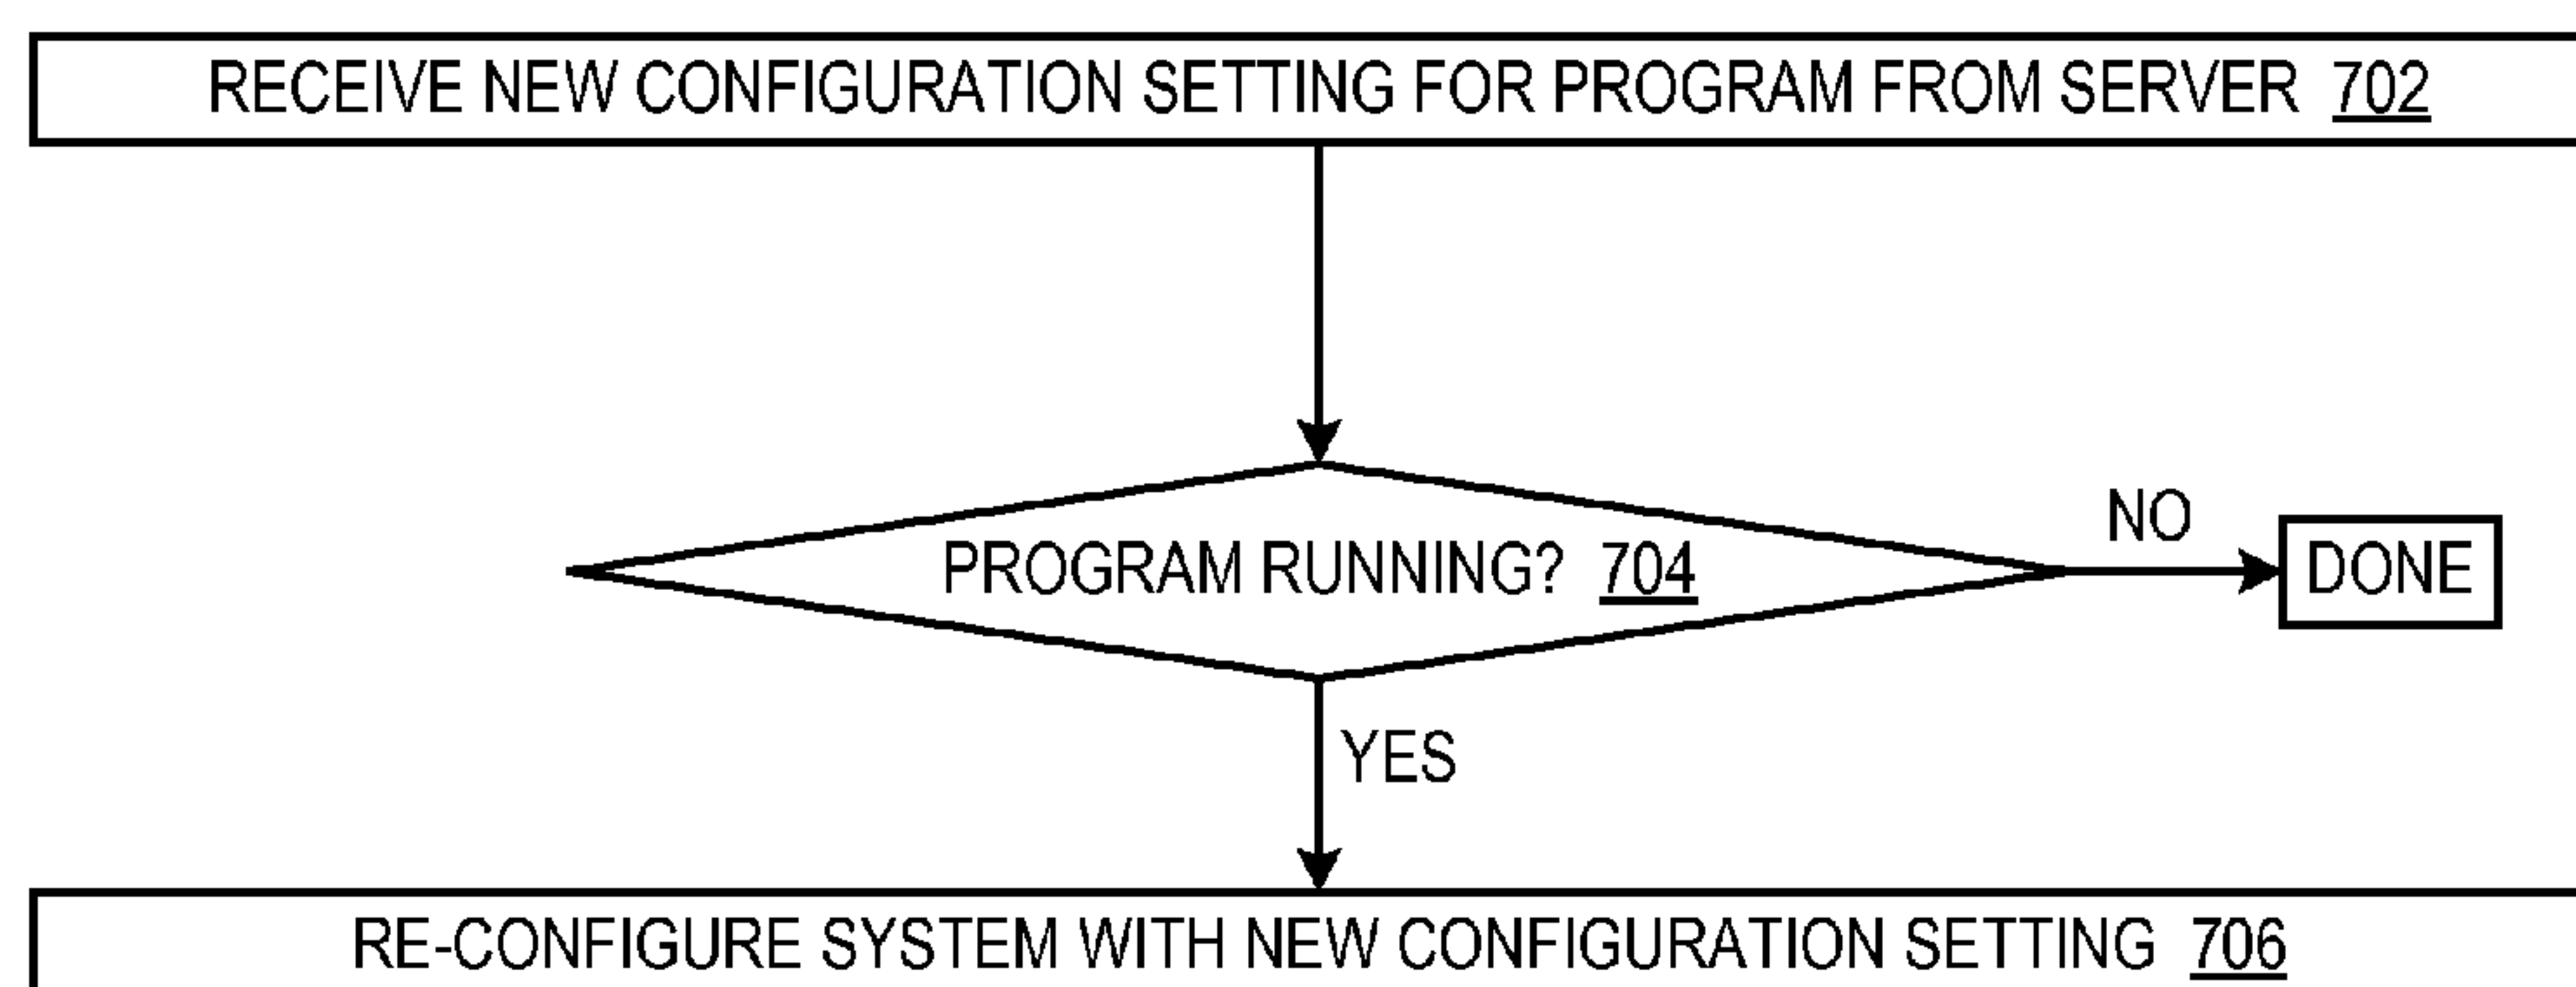 RECEIVE NEW CONFIGURATION SETTING FOR PROGRAM FROM SERVER 702
NO
PROGRAM RUNNING? 704
DONE
YES
RE-CONFIGURE SYSTEM WITH NEW CONFIGURATION SETTING 706